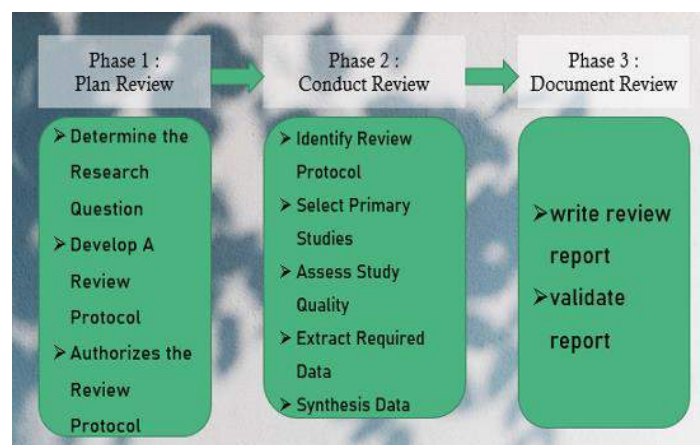 Phase 1 :
Plan Review
Phase 2 :
Conduct Review
Phase 3 :
Document Review
➢ Determine the
Research
Question
➢ Develop A
Review
Protocol
➢ Authorizes the
Review
Protocol
➢ Identify Review
Protocol
➢ Select Primary
Studies
➢ Assess Study
Quality
➢ Extract Required
Data
➢ Synthesis Data
➢write review
report
➢validate
report